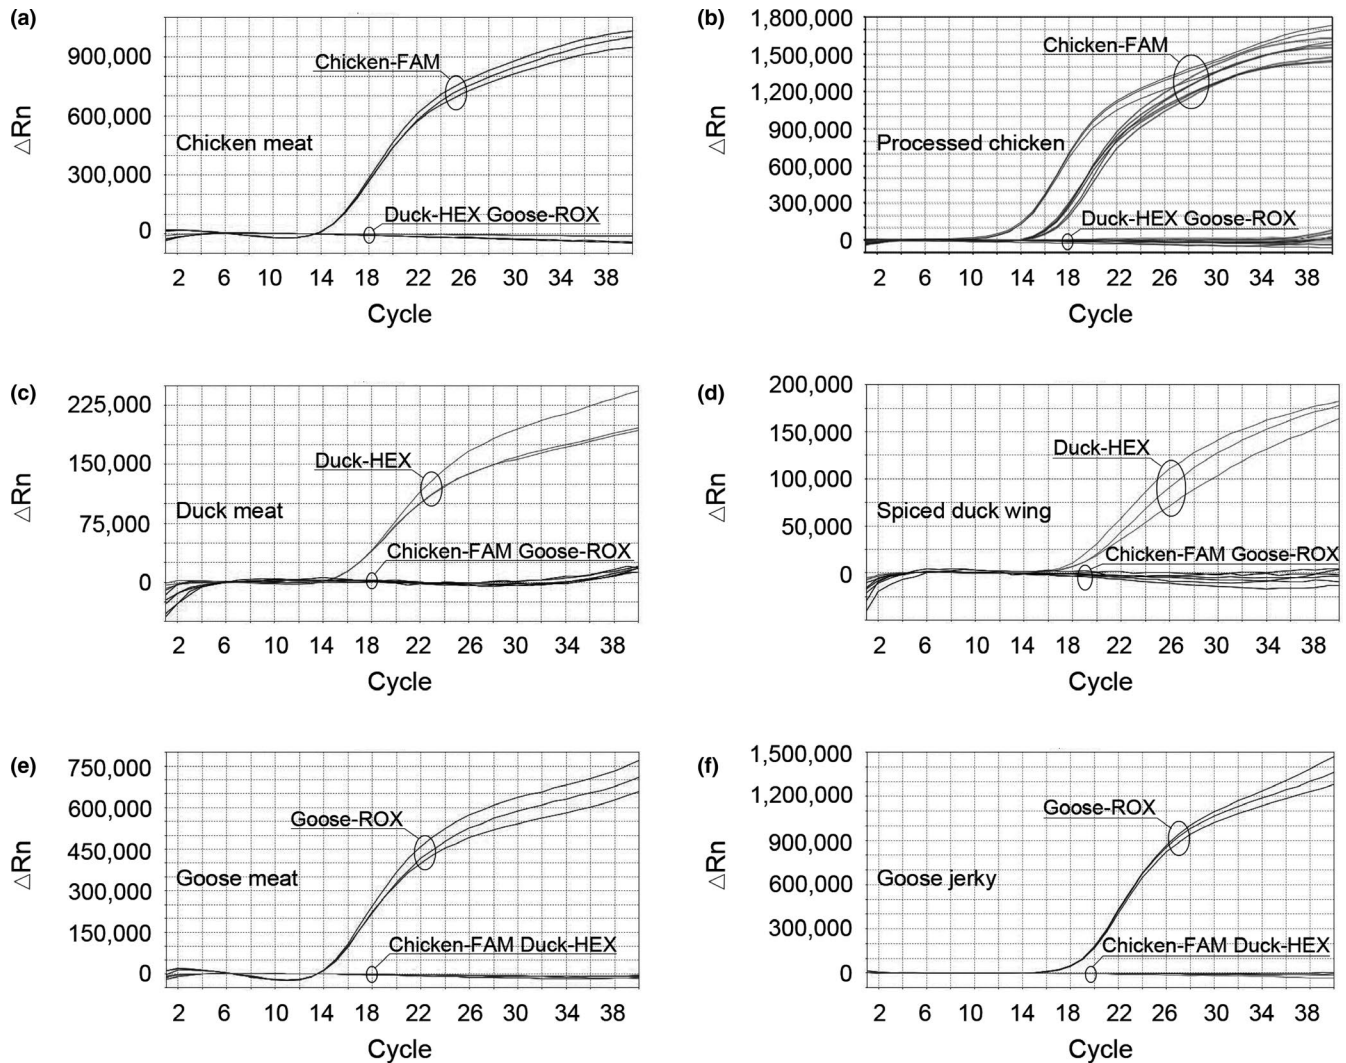 (a)
900,000
600,000
300,000
0
△Rn
Chicken-FAM
Chicken meat
Duck-HEX Goose-ROX
2 6 10 14 18 22 26 30 34 38
Cycle
(b)
1,800,000
1,500,000
1,200,000
900,000
600,000
300,000
0
△Rn
Chicken-FAM
Processed chicken
Duck-HEX Goose-ROX
2 6 10 14 18 22 26 30 34 38
Cycle
(c)
225,000
150,000
75,000
0
△Rn
Duck-HEX
Duck meat
Chicken-FAM Goose-ROX
2 6 10 14 18 22 26 30 34 38
Cycle
(d)
200,000
150,000
100,000
50,000
0
△Rn
Duck-HEX
Spiced duck wing
Chicken-FAM Goose-ROX
2 6 10 14 18 22 26 30 34 38
Cycle
(e)
750,000
600,000
450,000
300,000
150,000
0
△Rn
Goose-ROX
Goose meat
Chicken-FAM Duck-HEX
2 6 10 14 18 22 26 30 34 38
Cycle
(f)
1,500,000
1,200,000
900,000
600,000
300,000
0
△Rn
Goose-ROX
Goose jerky
Chicken-FAM Duck-HEX
2 6 10 14 18 22 26 30 34 38
Cycle